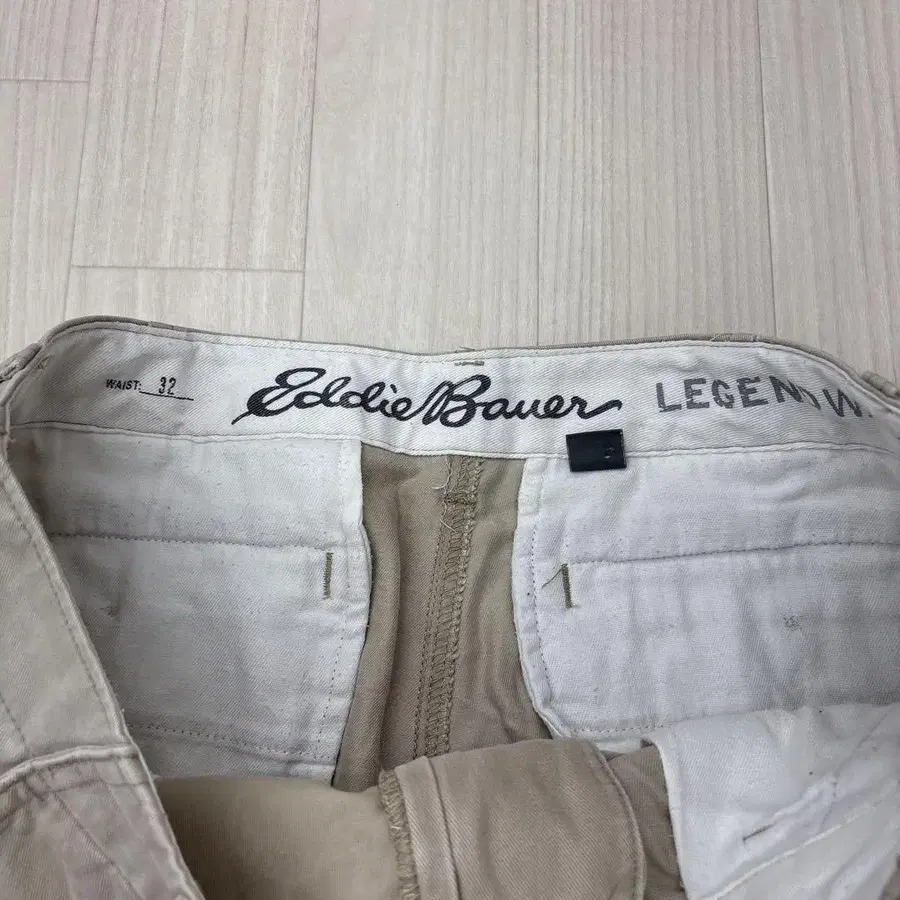 WAIST: 32
Eddie Bauer
LEGEND W.